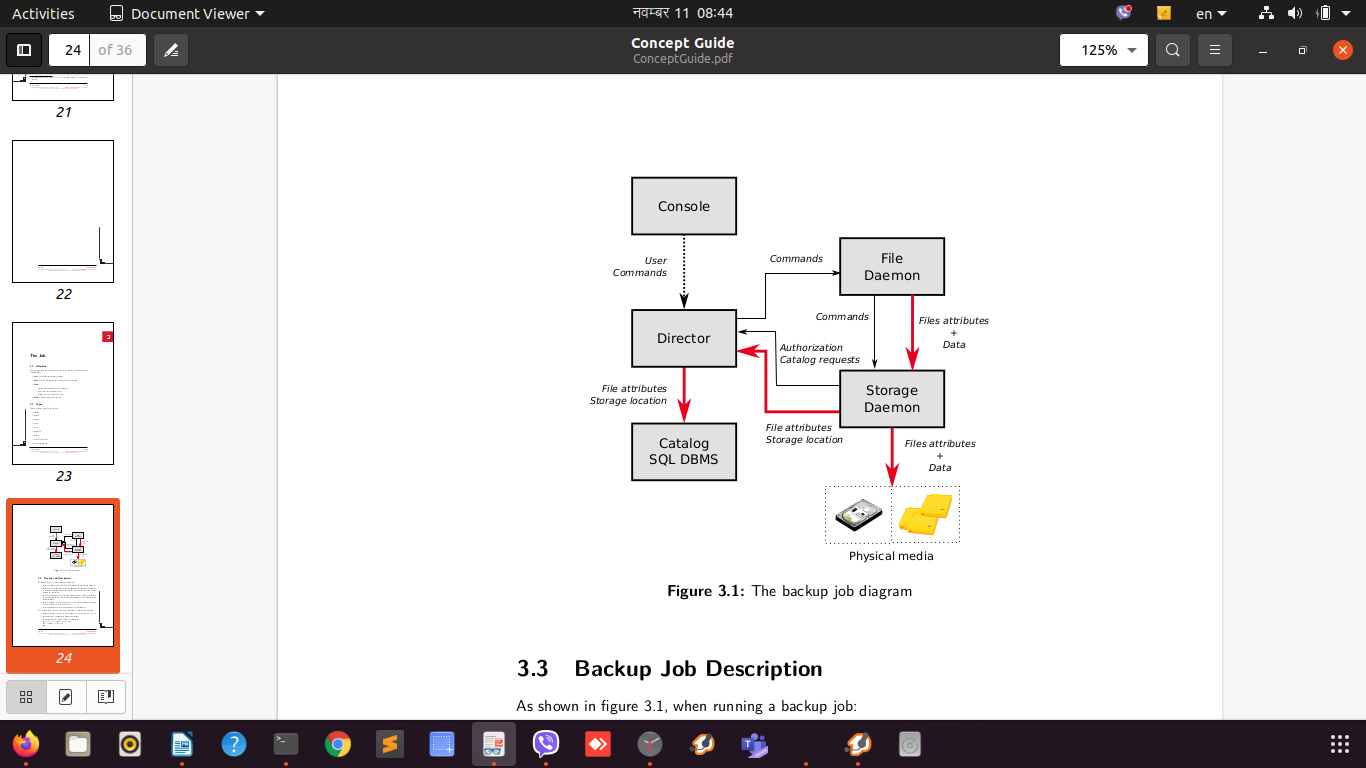 Activities
Document Viewer
नवम्बर 11 08:44
en
24 of 36
Concept Guide
ConceptGuide.pdf
125%
21
22
23
The Job
24
Console
User
Commands
Commands
File
Daemon
Director
Commands
Files attributes
+
Data
Authorization
Catalog requests
File attributes
Storage location
Storage
Daemon
Catalog
SQL DBMS
File attributes
Storage location
Files attributes
+
Data
Physical media
Figure 3.1: The backup job diagram
3.3 Backup Job Description
As shown in figure 3.1, when running a backup job: